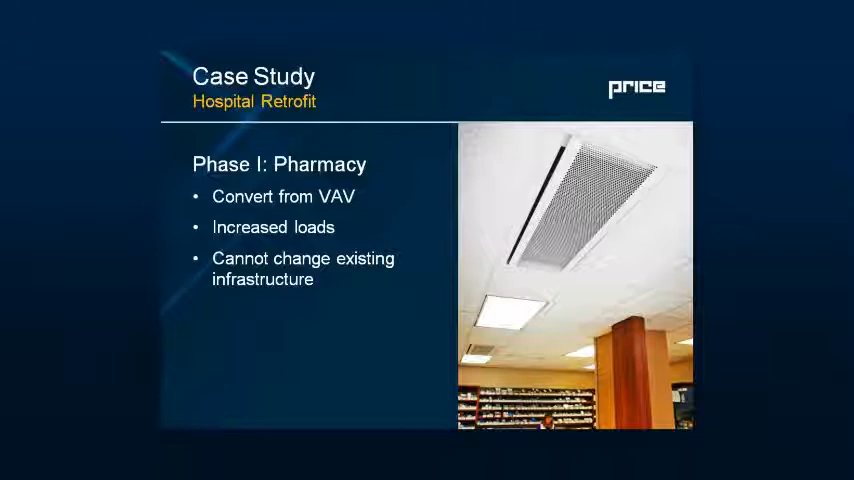 Case Study
Hospital Retrofit
price
Phase I: Pharmacy
• Convert from VAV
• Increased loads
• Cannot change existing
infrastructure